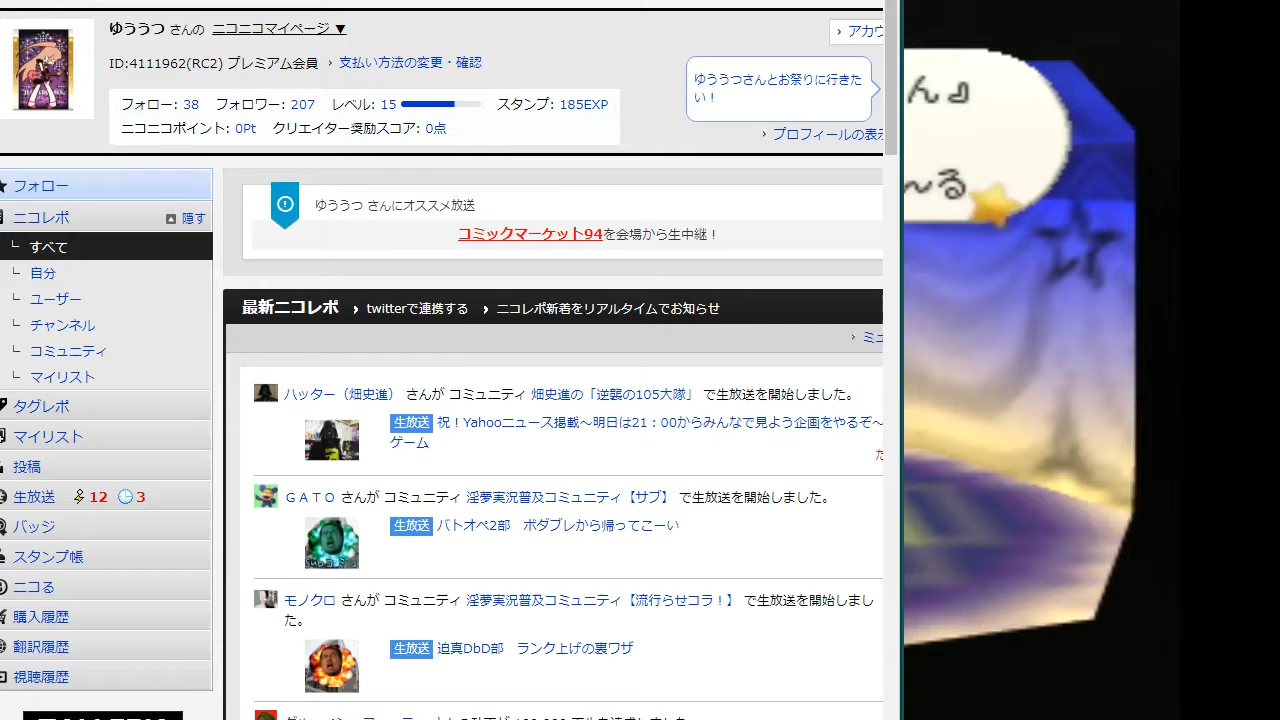 ゆううつ さんの ニコニコマイページ ▼
› アカウ
ID:4111962(RC2) プレミアム会員 › 支払い方法の変更・確認
ゆううつさんとお祭りに行きた
い！
フォロー: 38 フォロワー: 207 レベル: 15 スタンプ: 185EXP
ニコニコポイント: 0Pt クリエイター奨励スコア: 0点
› プロフィールの表示
フォロー
ニコレポ 隠す
└ すべて
└ 自分
└ ユーザー
└ チャンネル
└ コミュニティ
└ マイリスト
タグレポ
マイリスト
投稿
生放送 12 3
バッジ
スタンプ帳
ニコる
購入履歴
翻訳履歴
視聴履歴
ゆううつ さんにオススメ放送
コミックマーケット94を会場から生中継！
最新ニコレポ › twitterで連携する › ニコレポ新着をリアルタイムでお知らせ
› ミュ
ハッター（畑史進） さんが コミュニティ 畑史進の「逆襲の105大隊」 で生放送を開始しました。
生放送 祝！Yahooニュース掲載～明日は21：00からみんなで見よう企画をやるぞ～
ゲーム
ＧＡＴＯ さんが コミュニティ 淫夢実況普及コミュニティ【サブ】 で生放送を開始しました。
生放送 バトオペ2部　ボダブレから帰ってこーい
モノクロ さんが コミュニティ 淫夢実況普及コミュニティ【流行らせコラ！】 で生放送を開始しまし
た。
生放送 迫真DbD部　ランク上げの裏ワザ
ん』
～る